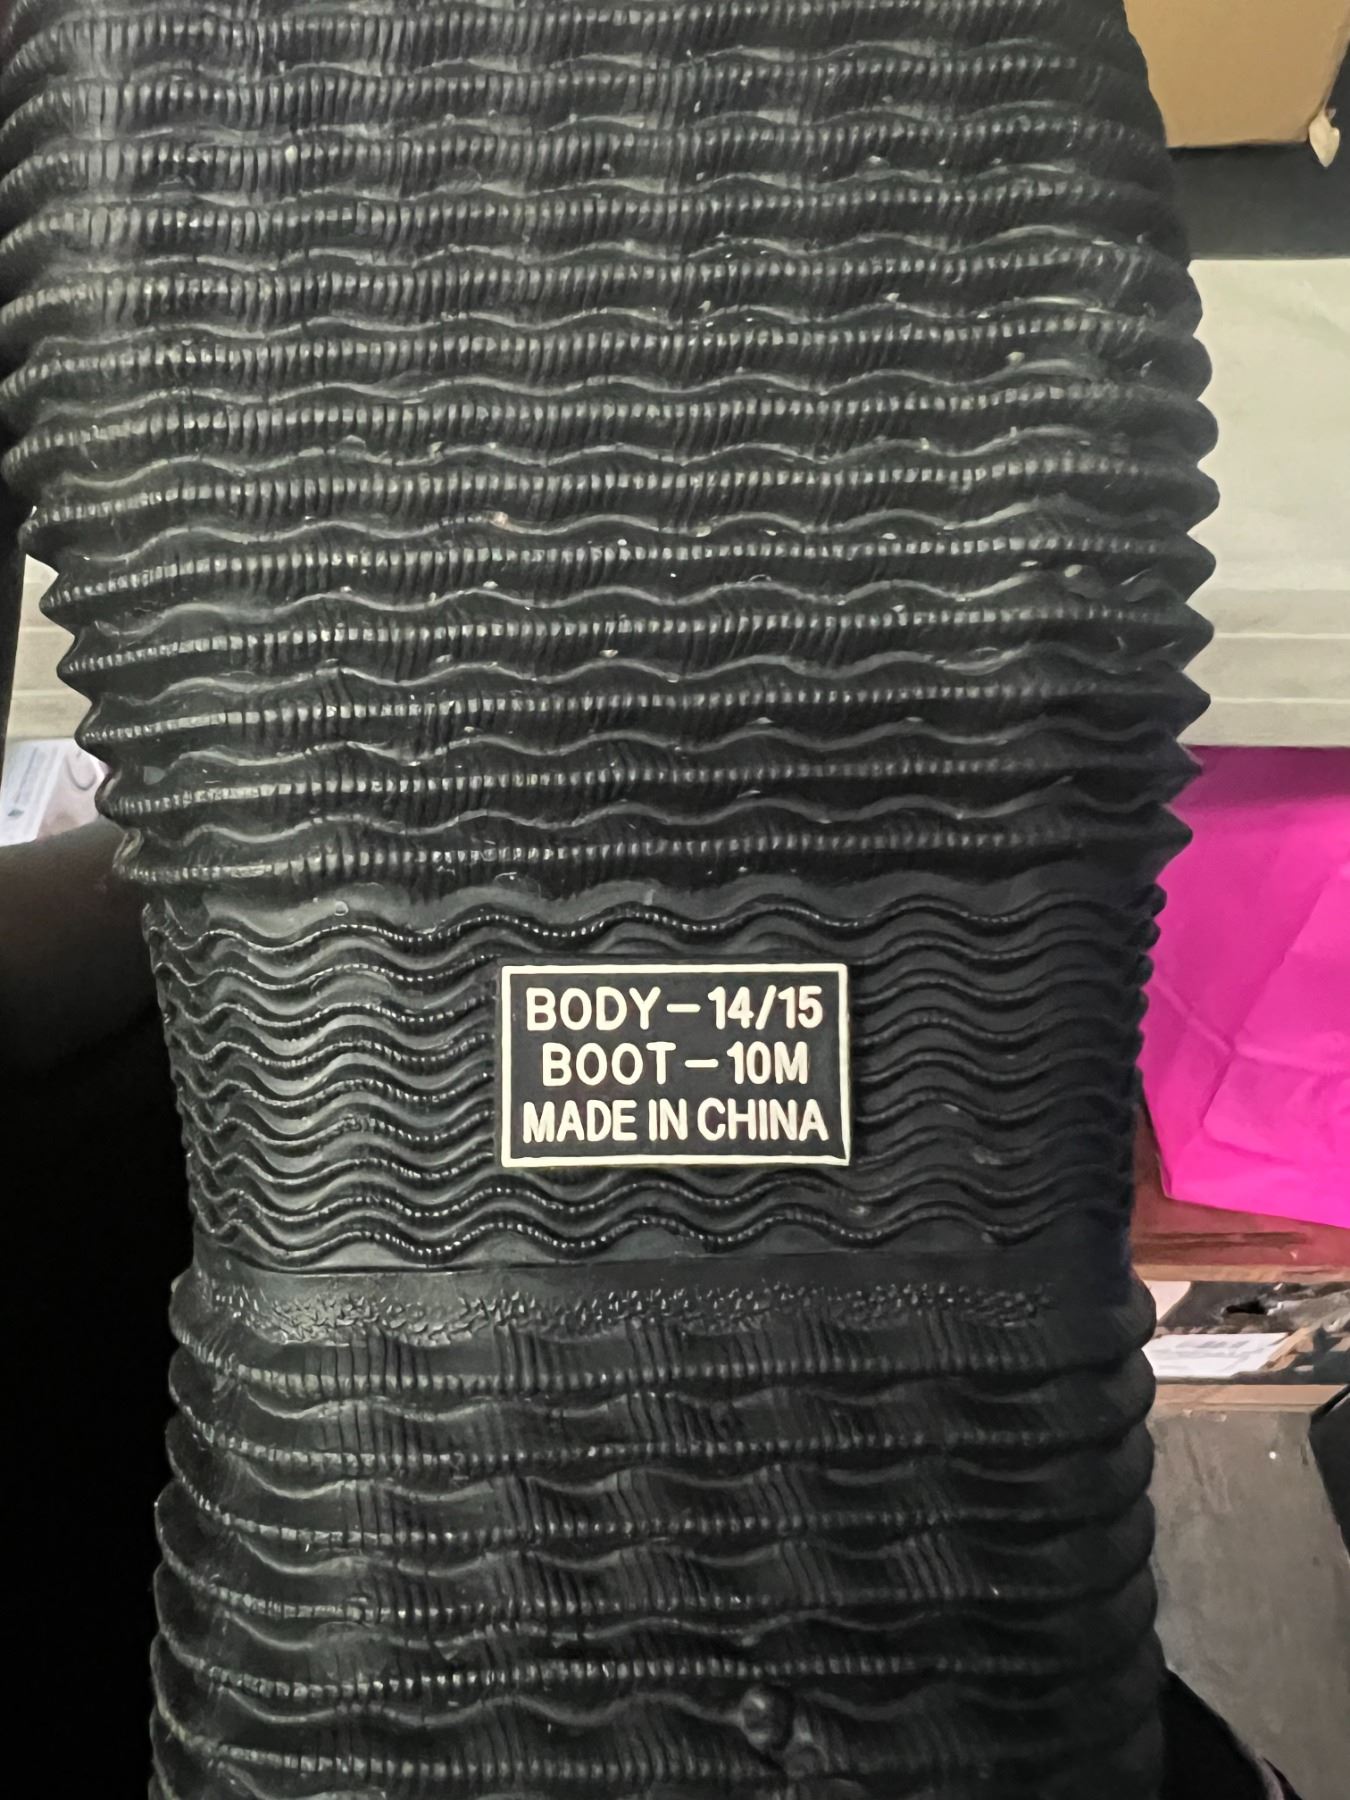 BODY – 14/15
BOOT – 10M
MADE IN CHINA